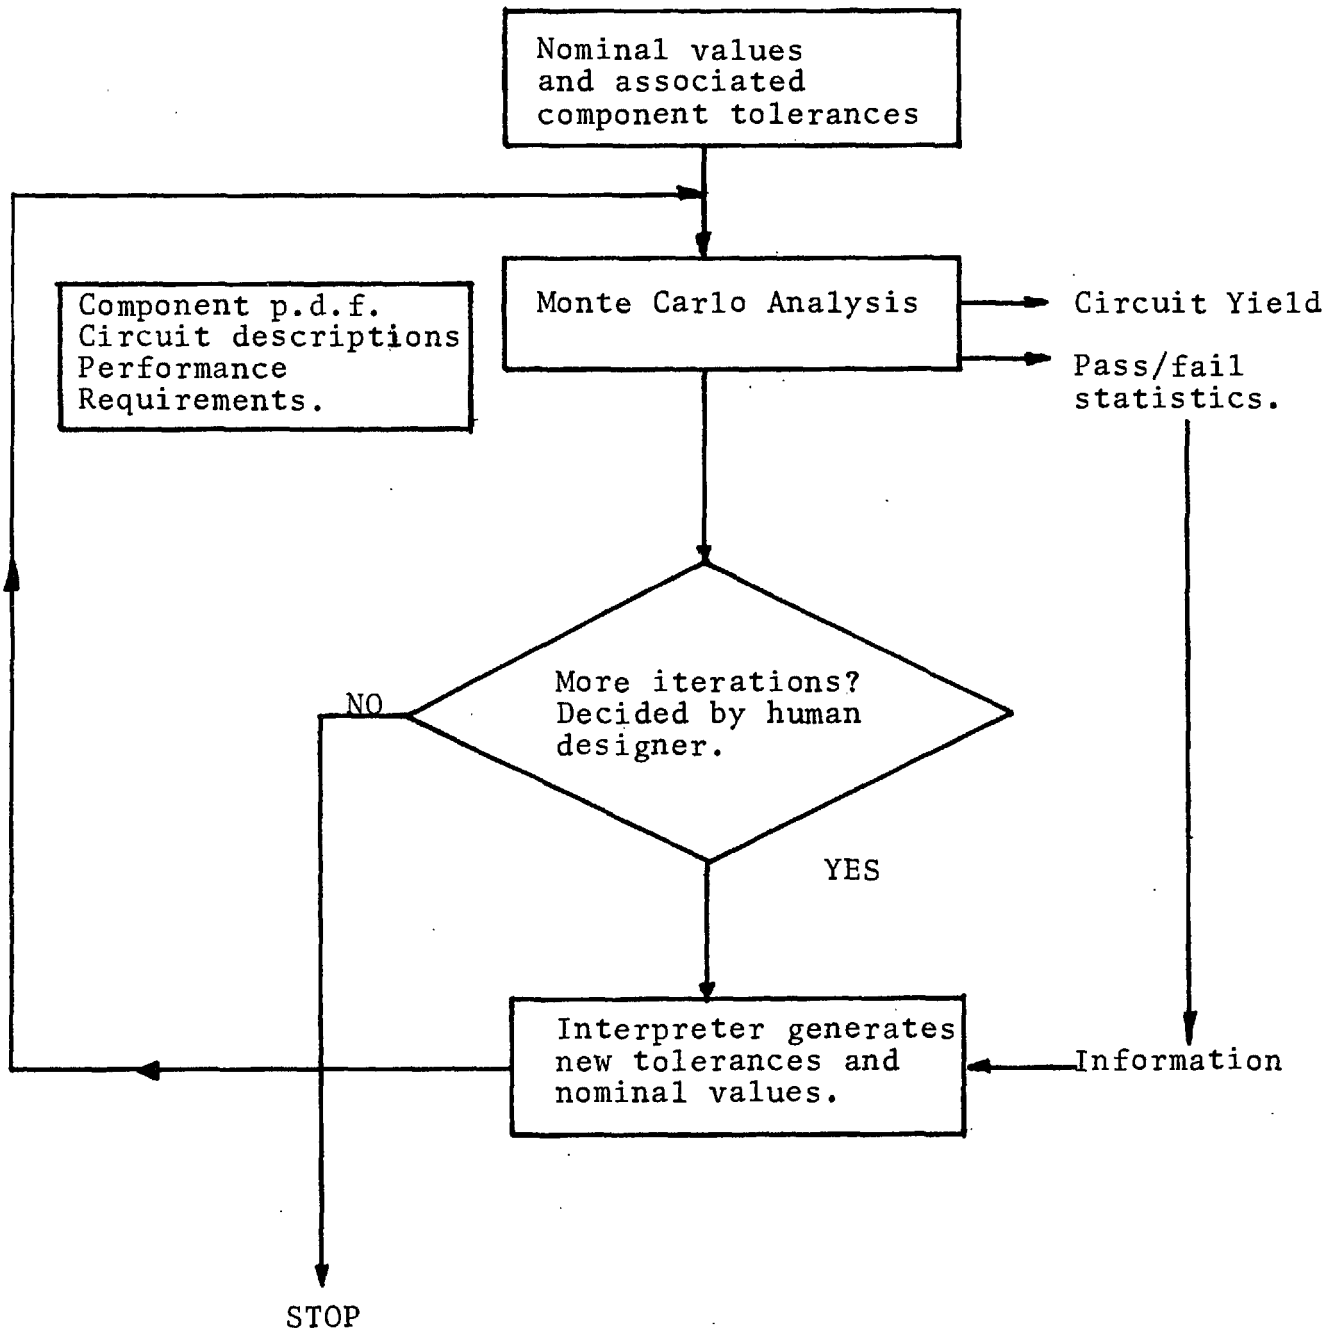 Nominal values
and associated
component tolerances
Component p.d.f.
Circuit descriptions
Performance
Requirements.
Monte Carlo Analysis
Circuit Yield
Pass/fail
statistics.
NO
More iterations?
Decided by human
designer.
YES
Interpreter generates
new tolerances and
nominal values.
Information
STOP